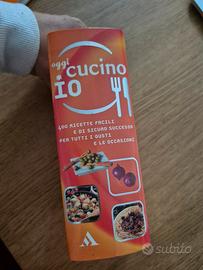 oggi
cucino
io
400 RICETTE FACILI
E DI SICURO SUCCESSO
PER TUTTI I GUSTI
E LE OCCASIONI
subito